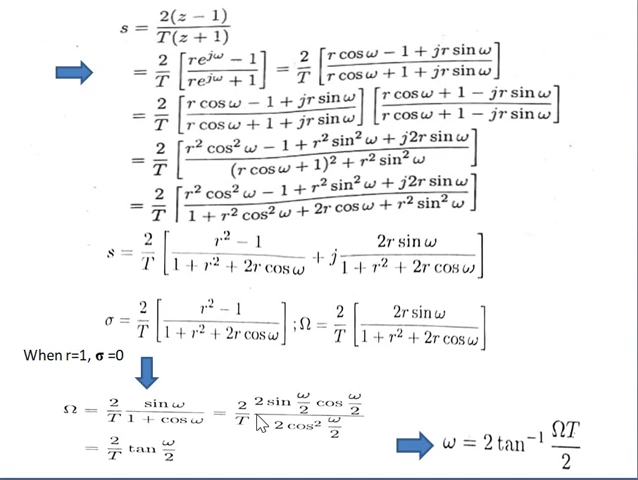 s = 2(z − 1) / T(z + 1)
= 2/T [re^{jω} − 1 / re^{jω} + 1] = 2/T [r cos ω − 1 + jr sin ω / r cos ω + 1 + jr sin ω]
= 2/T [r cos ω − 1 + jr sin ω / r cos ω + 1 + jr sin ω] [r cos ω + 1 − jr sin ω / r cos ω + 1 − jr sin ω]
= 2/T [r² cos² ω − 1 + r² sin² ω + j2r sin ω / (r cos ω + 1)² + r² sin² ω]
= 2/T [r² cos² ω − 1 + r² sin² ω + j2r sin ω / 1 + r² cos² ω + 2r cos ω + r² sin² ω]
s = 2/T [r² − 1 / 1 + r² + 2r cos ω + j 2r sin ω / 1 + r² + 2r cos ω]
σ = 2/T [r² − 1 / 1 + r² + 2r cos ω] ; Ω = 2/T [2r sin ω / 1 + r² + 2r cos ω]
When r=1, σ =0
Ω = 2/T sin ω / 1 + cos ω = 2/T 2 sin ω/2 cos ω/2 / 2 cos² ω/2
= 2/T tan ω/2
ω = 2 tan⁻¹ ΩT/2